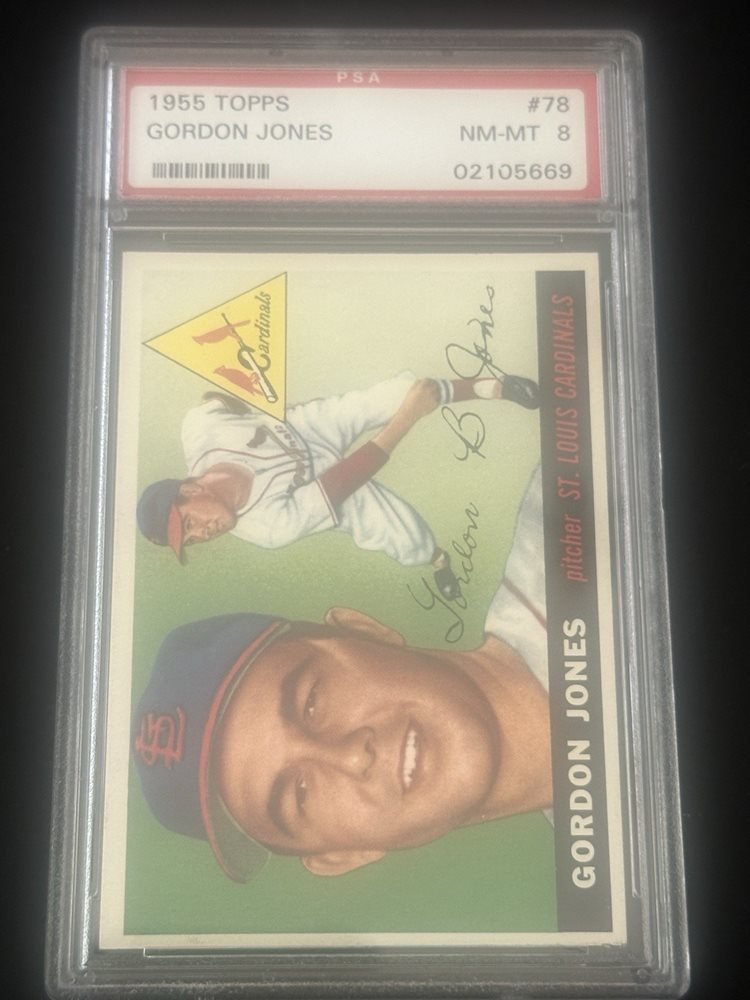 PSA
1955 TOPPS #78
GORDON JONES NM-MT 8
02105669
Cardinals
Gordon B Jones
StL
GORDON JONES pitcher ST. LOUIS CARDINALS